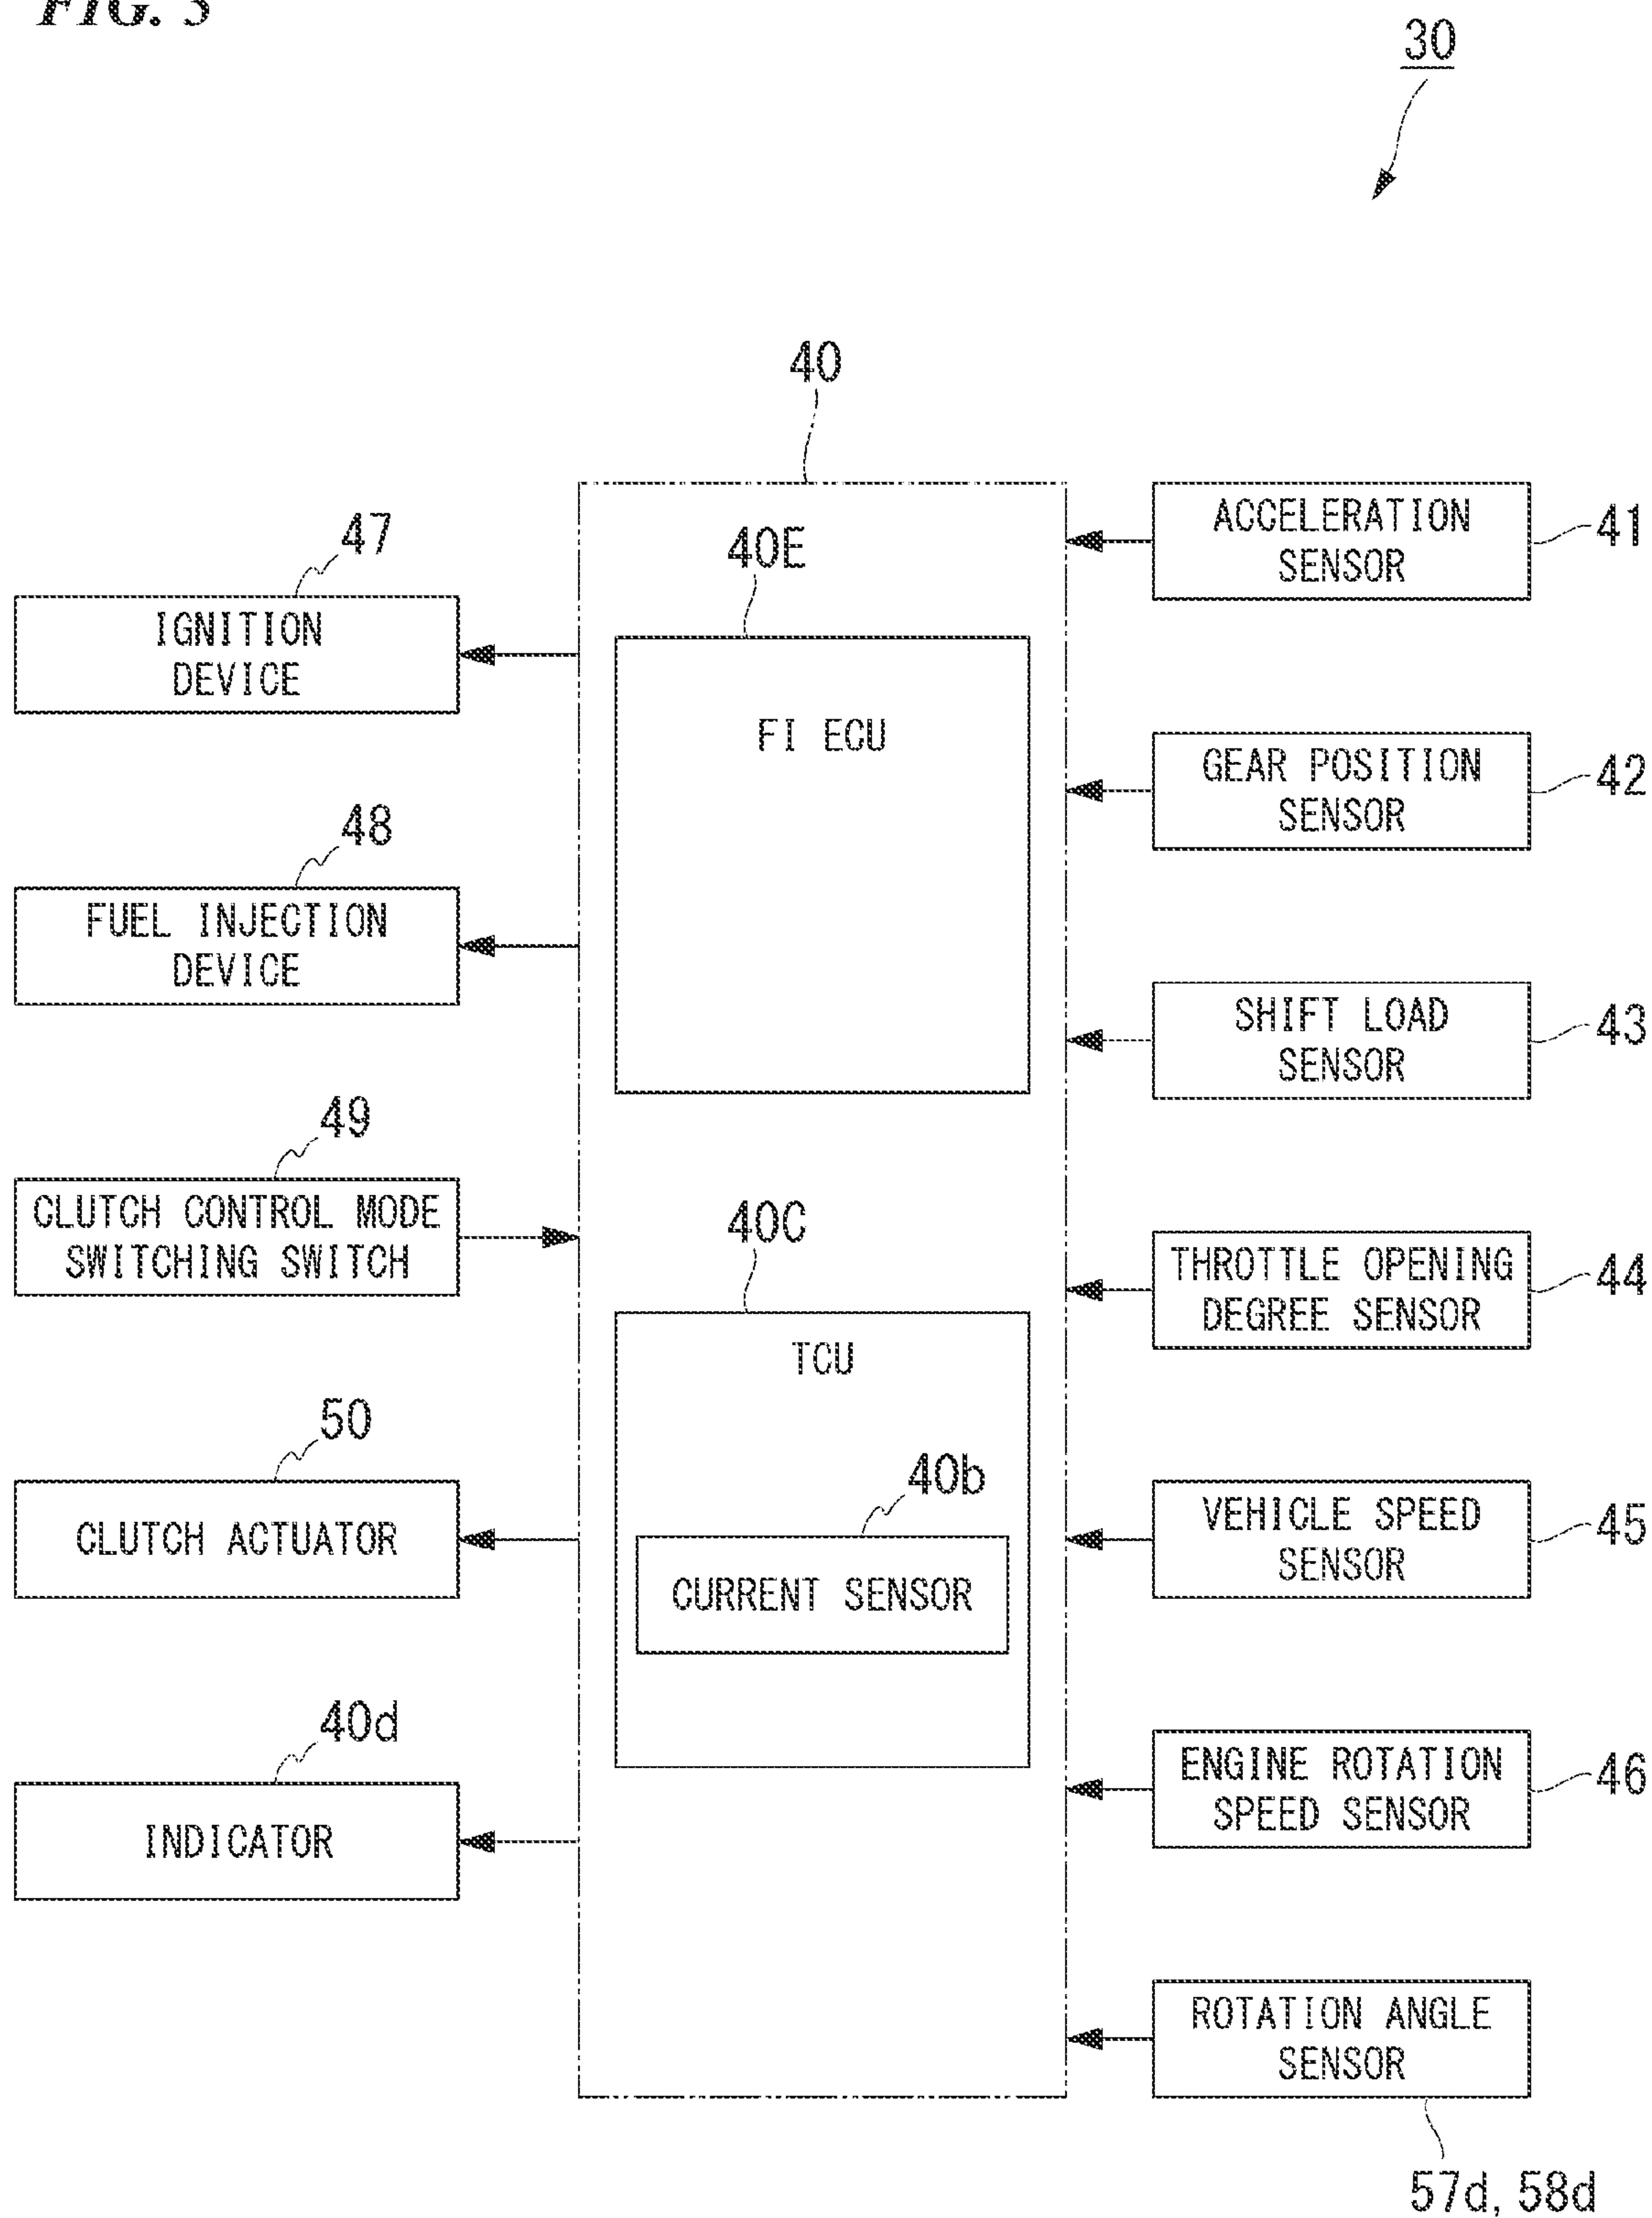 FIG. 5
30
40
47
IGNITION
DEVICE
48
FUEL INJECTION
DEVICE
49
CLUTCH CONTROL MODE
SWITCHING SWITCH
50
CLUTCH ACTUATOR
40d
INDICATOR
40E
FI ECU
40C
TCU
40b
CURRENT SENSOR
ACCELERATION
SENSOR
41
GEAR POSITION
SENSOR
42
SHIFT LOAD
SENSOR
43
THROTTLE OPENING
DEGREE SENSOR
44
VEHICLE SPEED
SENSOR
45
ENGINE ROTATION
SPEED SENSOR
46
ROTATION ANGLE
SENSOR
57d, 58d